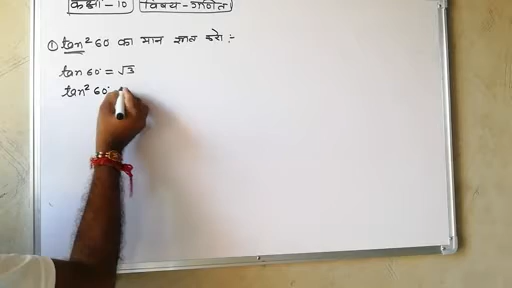 कक्षा-10 विषय-गणित
① tan² 60 का मान ज्ञात करो :-
tan 60° = √3
tan² 60°